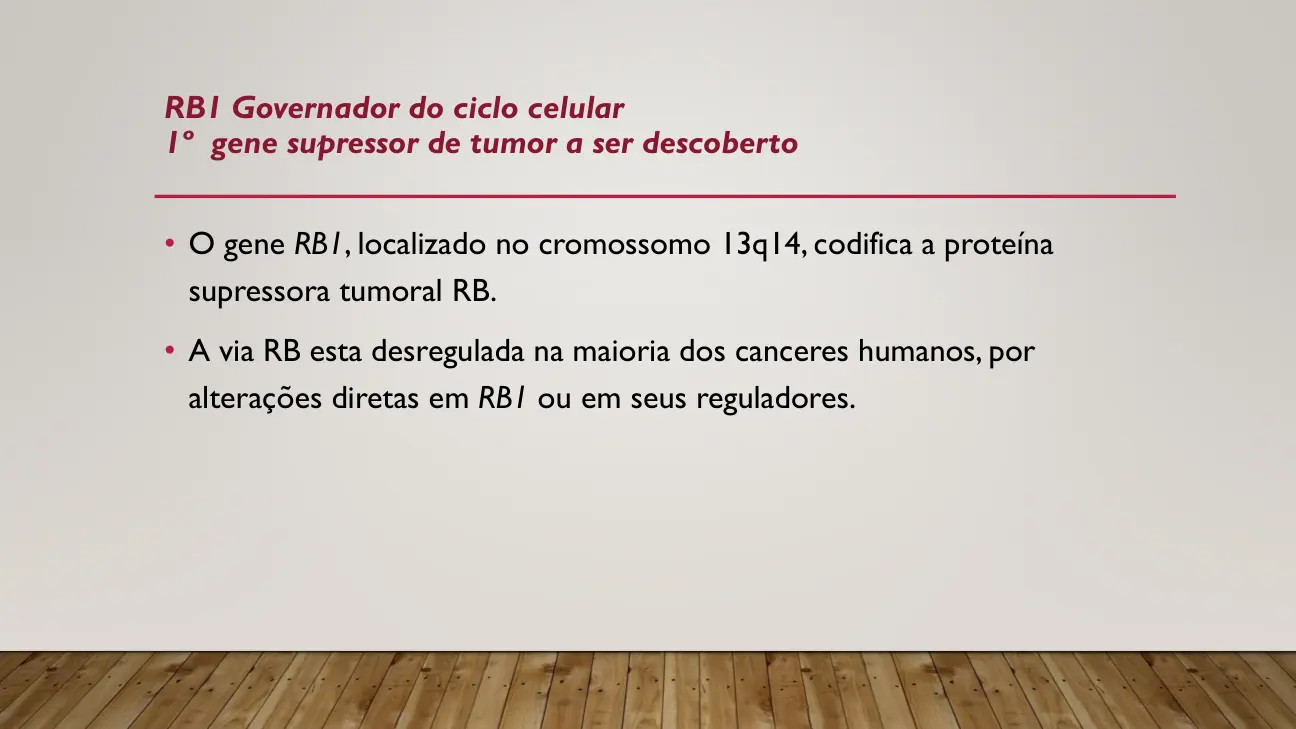 RB1 Governador do ciclo celular
1º gene supressor de tumor a ser descoberto
• O gene RB1, localizado no cromossomo 13q14, codifica a proteína
supressora tumoral RB.
• A via RB esta desregulada na maioria dos canceres humanos, por
alterações diretas em RB1 ou em seus reguladores.